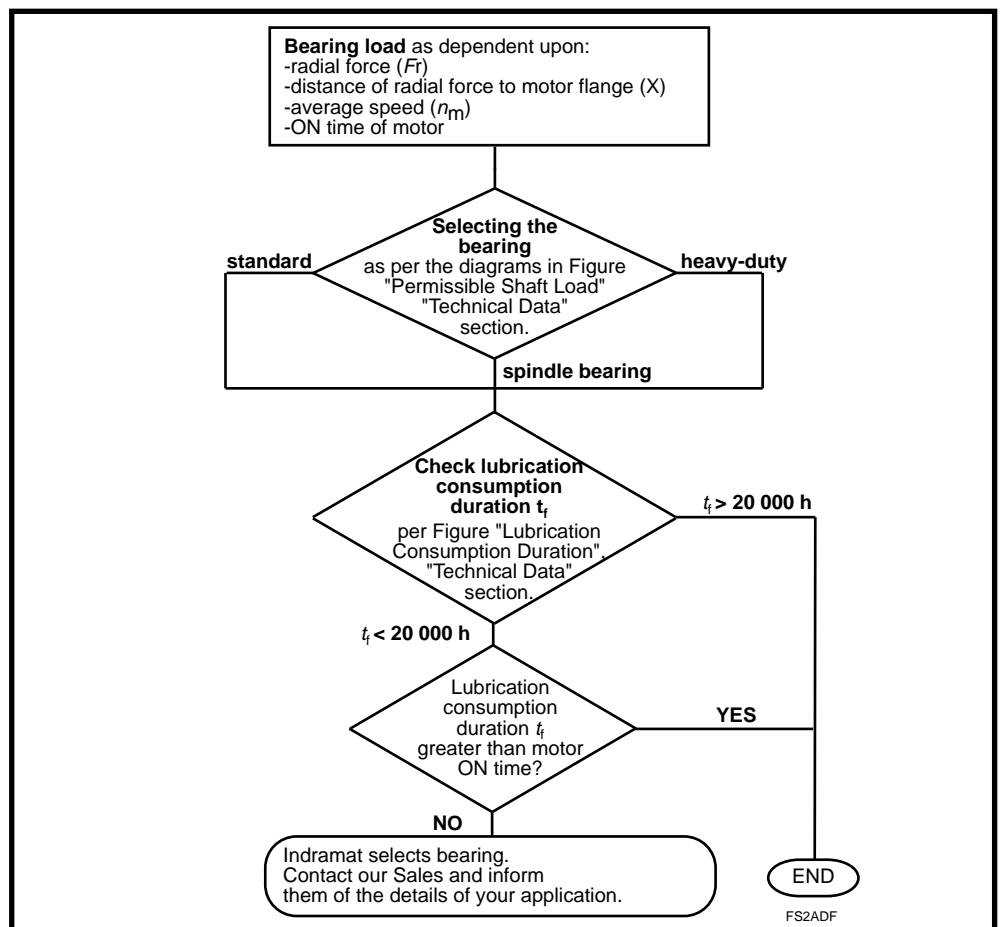 Bearing load as dependent upon:
-radial force (Fr)
-distance of radial force to motor flange (X)
-average speed (nm)
-ON time of motor
Selecting the
bearing
as per the diagrams in Figure
"Permissible Shaft Load"
"Technical Data"
section.
standard
heavy-duty
spindle bearing
Check lubrication
consumption
duration tf
per Figure "Lubrication
Consumption Duration",
"Technical Data"
section.
tf > 20 000 h
tf < 20 000 h
Lubrication
consumption
duration tf
greater than motor
ON time?
YES
NO
Indramat selects bearing.
Contact our Sales and inform
them of the details of your application.
END
FS2ADF